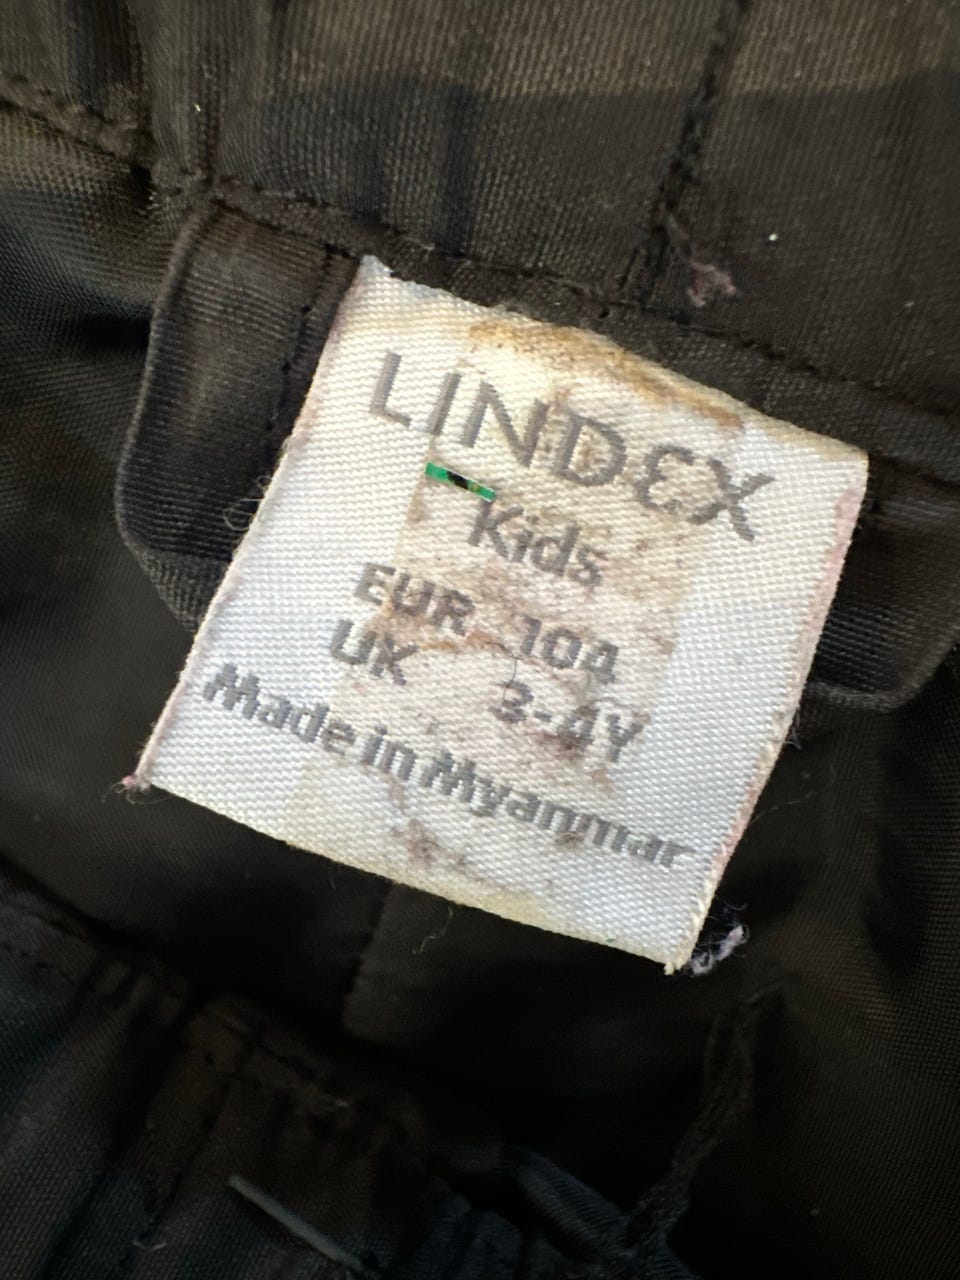 LINDEX
Kids
EUR 104
UK 3-4Y
Made in Myanmar